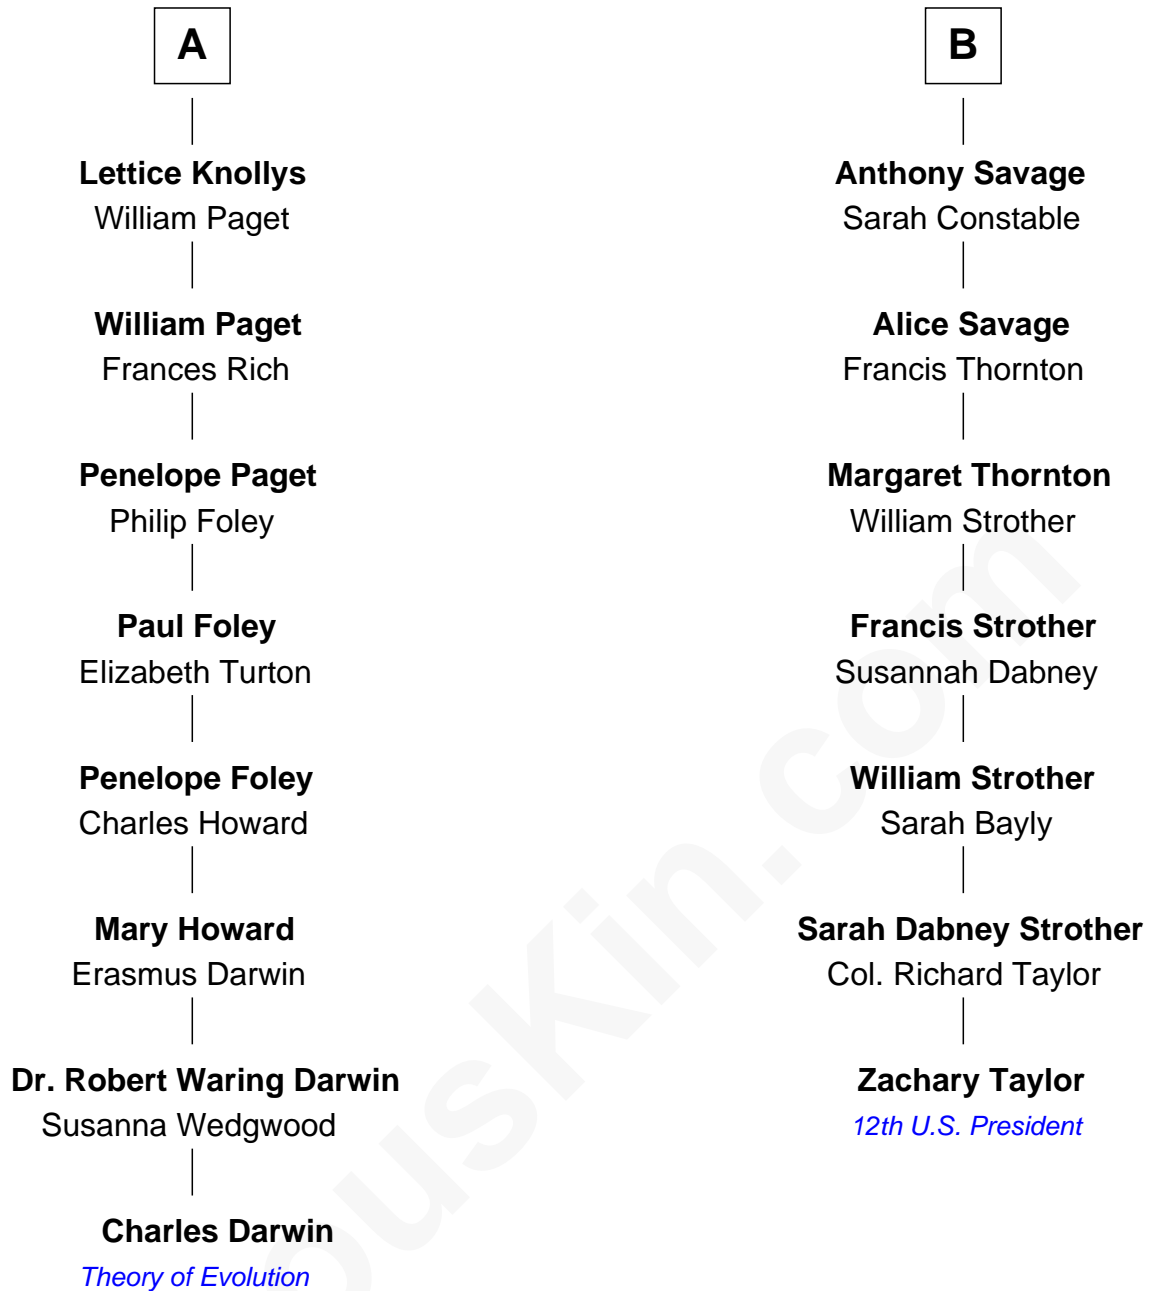 A
Lettice Knollys
William Paget
William Paget
Frances Rich
Penelope Paget
Philip Foley
Paul Foley
Elizabeth Turton
Penelope Foley
Charles Howard
Mary Howard
Erasmus Darwin
Dr. Robert Waring Darwin
Susanna Wedgwood
Charles Darwin
Theory of Evolution
B
Anthony Savage
Sarah Constable
Alice Savage
Francis Thornton
Margaret Thornton
William Strother
Francis Strother
Susannah Dabney
William Strother
Sarah Bayly
Sarah Dabney Strother
Col. Richard Taylor
Zachary Taylor
12th U.S. President
ousKin.com